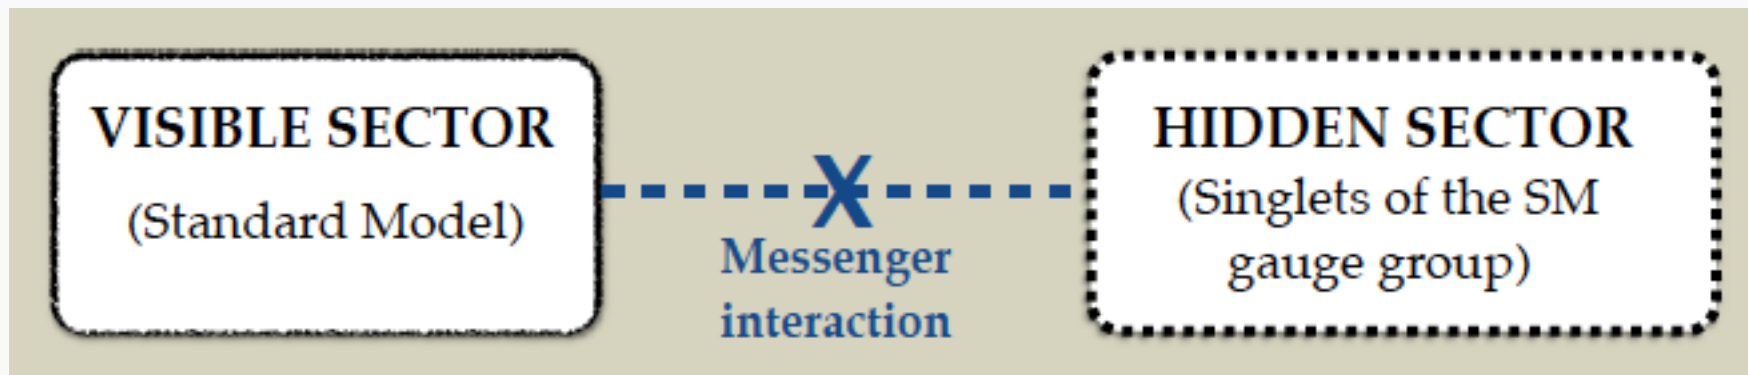 VISIBLE SECTOR
(Standard Model)
X
Messenger
interaction
HIDDEN SECTOR
(Singlets of the SM
gauge group)